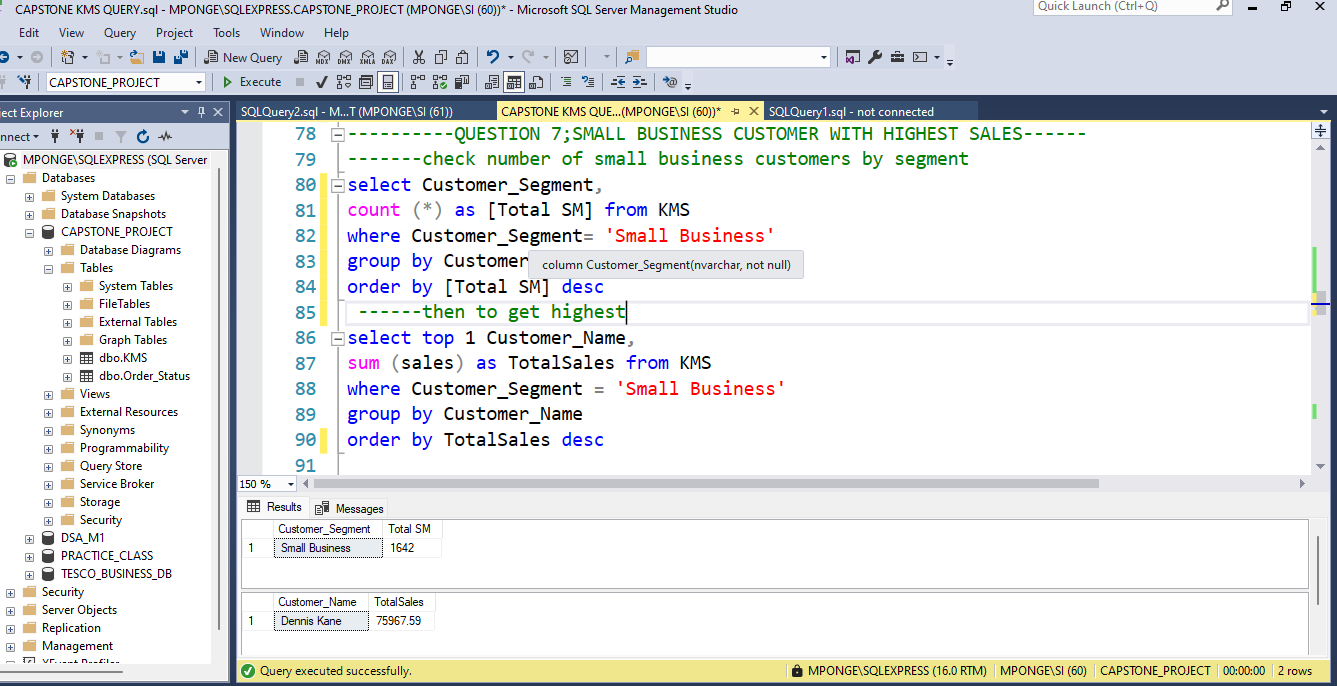 CAPSTONE KMS QUERY.sql - MPONGE\SQLEXPRESS.CAPSTONE_PROJECT (MPONGE\SI (60))* - Microsoft SQL Server Management Studio
Quick Launch (Ctrl+Q)
Edit View Query Project Tools Window Help
New Query
MDX DMX XMLA DAX
CAPSTONE_PROJECT
Execute
ject Explorer
SQLQuery2.sql - M...T (MPONGE\SI (61))
CAPSTONE KMS QUE...(MPONGE\SI (60))*
SQLQuery1.sql - not connected
nnect
MPONGE\SQLEXPRESS (SQL Server
Databases
System Databases
Database Snapshots
CAPSTONE_PROJECT
Database Diagrams
Tables
System Tables
FileTables
External Tables
Graph Tables
dbo.KMS
dbo.Order_Status
Views
External Resources
Synonyms
Programmability
Query Store
Service Broker
Storage
Security
DSA_M1
PRACTICE_CLASS
TESCO_BUSINESS_DB
Security
Server Objects
Replication
Management
XEvent Profiler
78 ----------QUESTION 7;SMALL BUSINESS CUSTOMER WITH HIGHEST SALES------
79 -------check number of small business customers by segment
80 select Customer_Segment,
81 count (*) as [Total SM] from KMS
82 where Customer_Segment= 'Small Business'
83 group by Customer
column Customer_Segment(nvarchar, not null)
84 order by [Total SM] desc
85 ------then to get highest
86 select top 1 Customer_Name,
87 sum (sales) as TotalSales from KMS
88 where Customer_Segment = 'Small Business'
89 group by Customer_Name
90 order by TotalSales desc
91
150 %
Results Messages
Customer_Segment Total SM
1 Small Business 1642
Customer_Name TotalSales
1 Dennis Kane 75967.59
Query executed successfully.
MPONGE\SQLEXPRESS (16.0 RTM) MPONGE\SI (60) CAPSTONE_PROJECT 00:00:00 2 rows